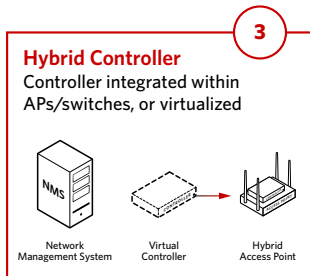 3
Hybrid Controller
Controller integrated within
APs/switches, or virtualized
NMS
CONTROLLER
Network
Management System
Virtual
Controller
Hybrid
Access Point